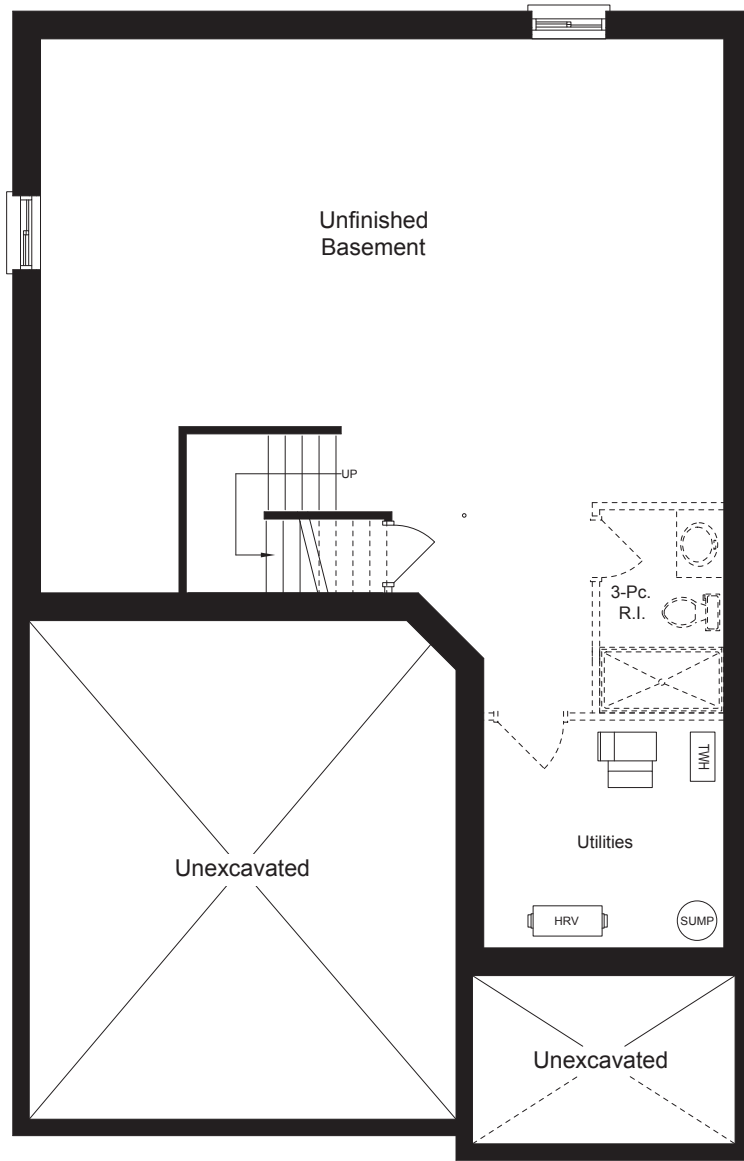 Unfinished
Basement
UP
3-Pc.
R.I.
TWH
Utilities
Unexcavated
HRV
SUMP
Unexcavated